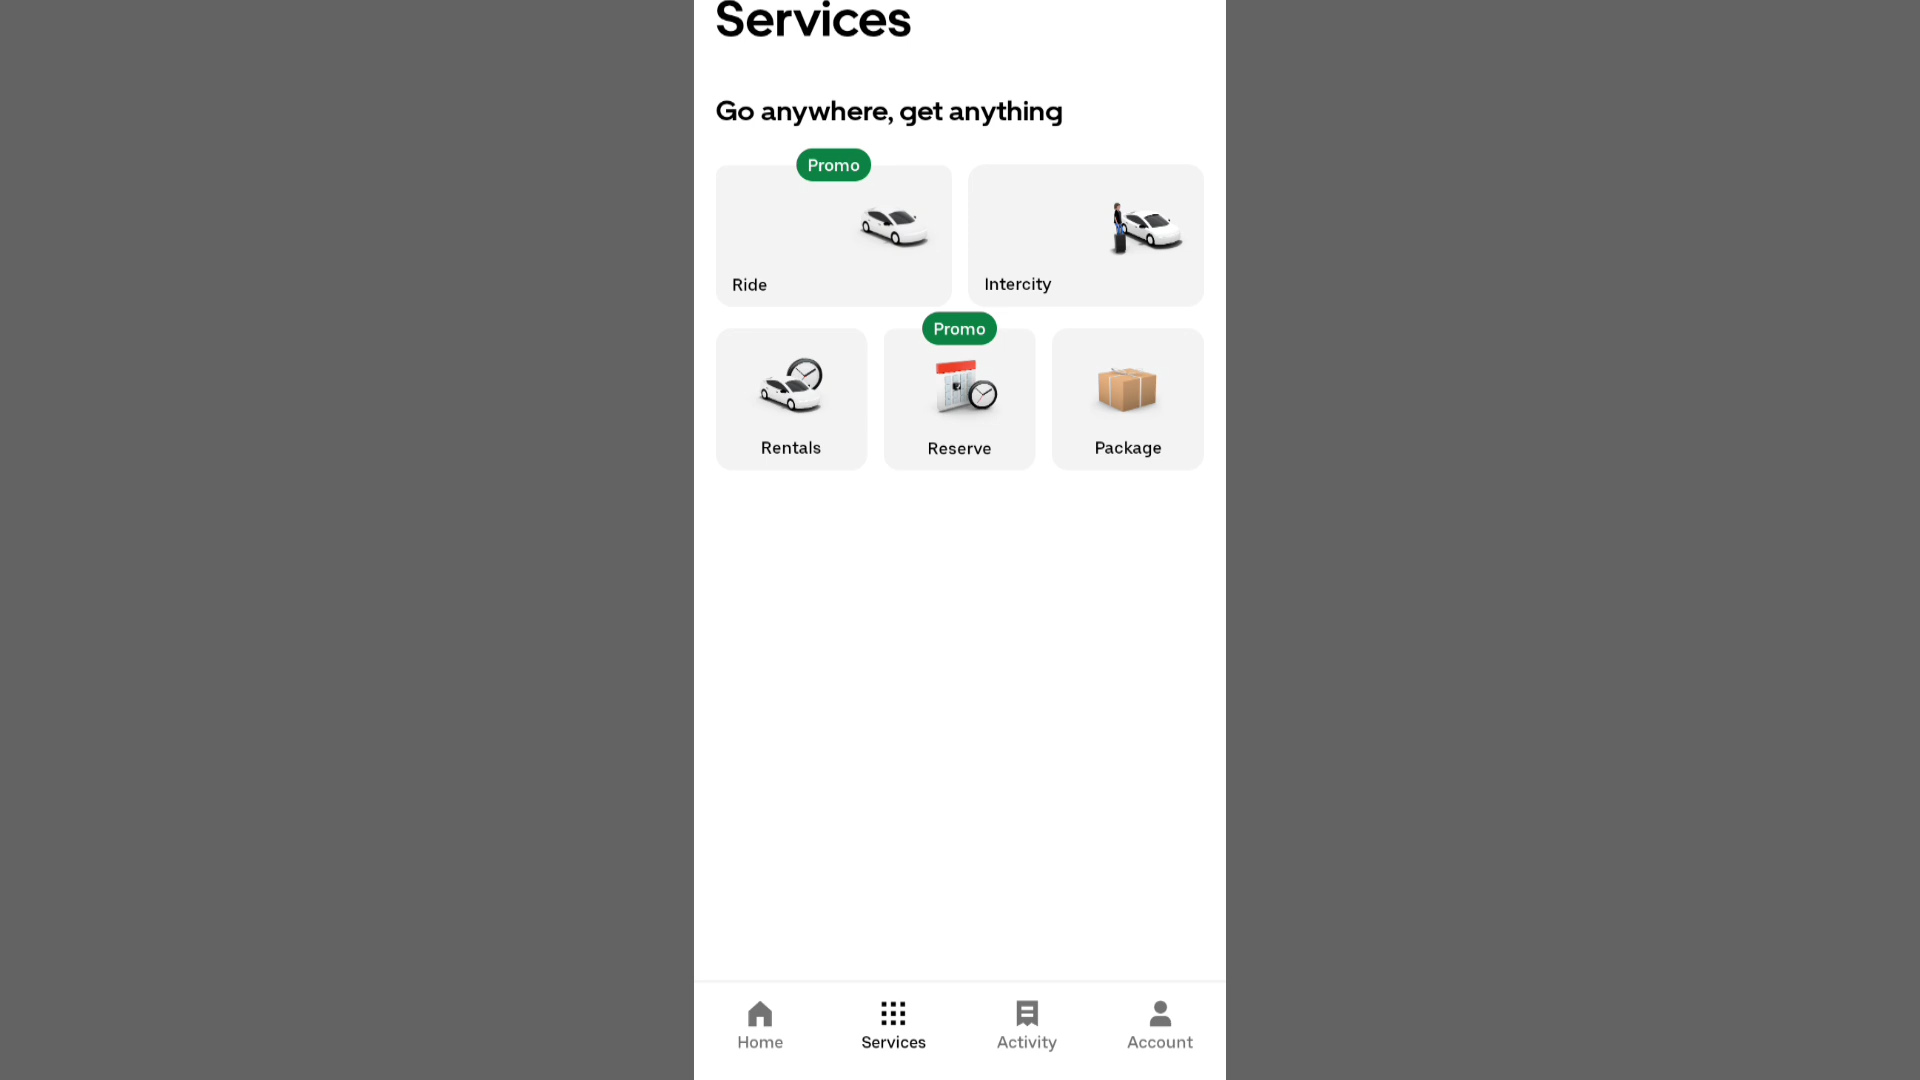 Services
Go anywhere, get anything
Promo
Ride
Intercity
Promo
Rentals
Reserve
Package
Home
Services
Activity
Account